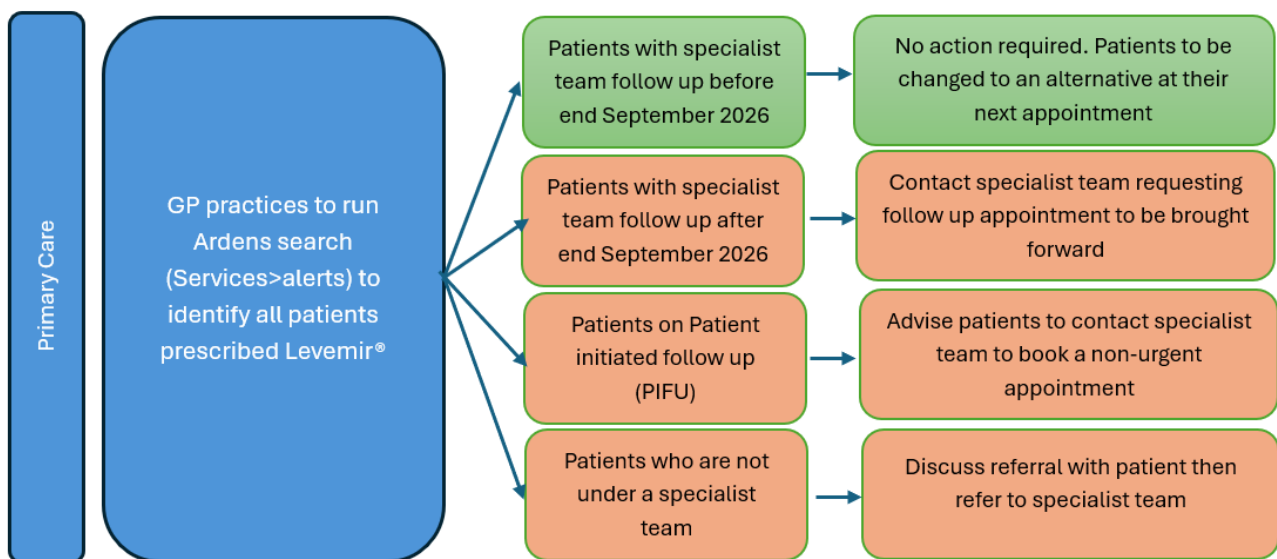 Primary Care
GP practices to run
Ardens search
(Services>alerts) to
identify all patients
prescribed Levemir®
Patients with specialist
team follow up before
end September 2026
No action required. Patients to be
changed to an alternative at their
next appointment
Patients with specialist
team follow up after
end September 2026
Contact specialist team requesting
follow up appointment to be brought
forward
Patients on Patient
initiated follow up
(PIFU)
Advise patients to contact specialist
team to book a non-urgent
appointment
Patients who are not
under a specialist
team
Discuss referral with patient then
refer to specialist team